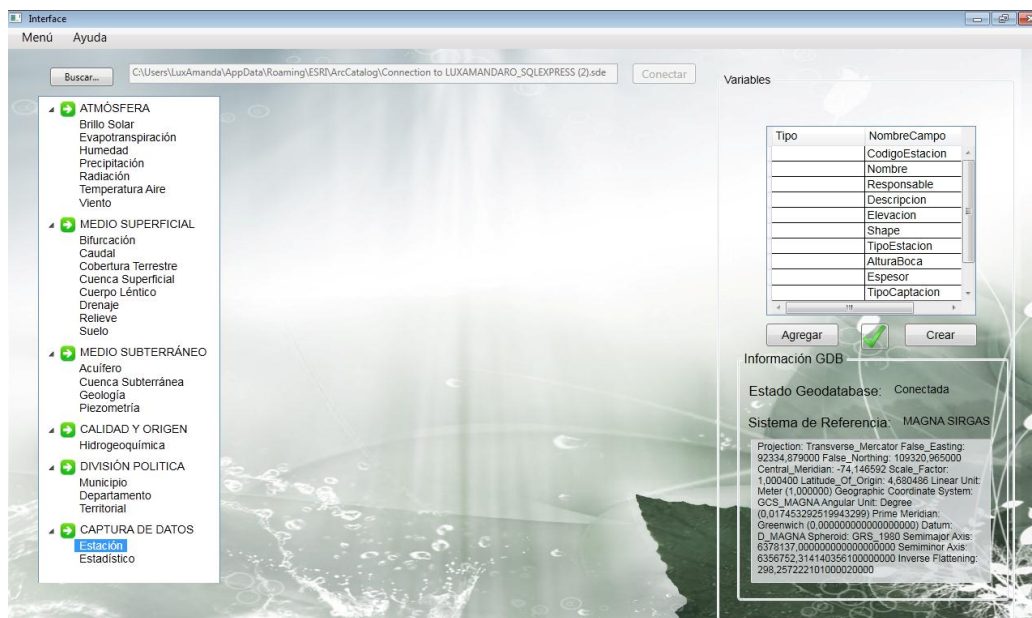 Interface
Menú Ayuda
Buscar... C:\Users\LuxAmanda\AppData\Roaming\ESRI\ArcCatalog\Connection to LUXAMANDARO_SQLEXPRESS (2).sde Conectar
ATMÓSFERA
Brillo Solar
Evapotranspiración
Humedad
Precipitación
Radiación
Temperatura Aire
Viento
MEDIO SUPERFICIAL
Bifurcación
Caudal
Cobertura Terrestre
Cuenca Superficial
Cuerpo Léntico
Drenaje
Relieve
Suelo
MEDIO SUBTERRÁNEO
Acuífero
Cuenca Subterránea
Geología
Piezometría
CALIDAD Y ORIGEN
Hidrogeoquímica
DIVISIÓN POLITICA
Municipio
Departamento
Territorial
CAPTURA DE DATOS
Estación
Estadístico
Variables
Tipo NombreCampo
CodigoEstacion
Nombre
Responsable
Descripcion
Elevacion
Shape
TipoEstacion
AlturaBoca
Espesor
TipoCaptacion
Agregar Crear
Información GDB
Estado Geodatabase: Conectada
Sistema de Referencia: MAGNA SIRGAS
Projection: Transverse_Mercator False_Easting:
92334,879000 False_Northing: 109320,965000
Central_Meridian: -74,146592 Scale_Factor:
1,000400 Latitude_Of_Origin: 4,680486 Linear Unit:
Meter (1,000000) Geographic Coordinate System:
GCS_MAGNA Angular Unit: Degree
(0,017453292519943299) Prime Meridian:
Greenwich (0,000000000000000000) Datum:
D_MAGNA Spheroid: GRS_1980 Semimajor Axis:
6378137,000000000000000000 Semiminor Axis:
6356752,314140356100000000 Inverse Flattening:
298,257222101000020000